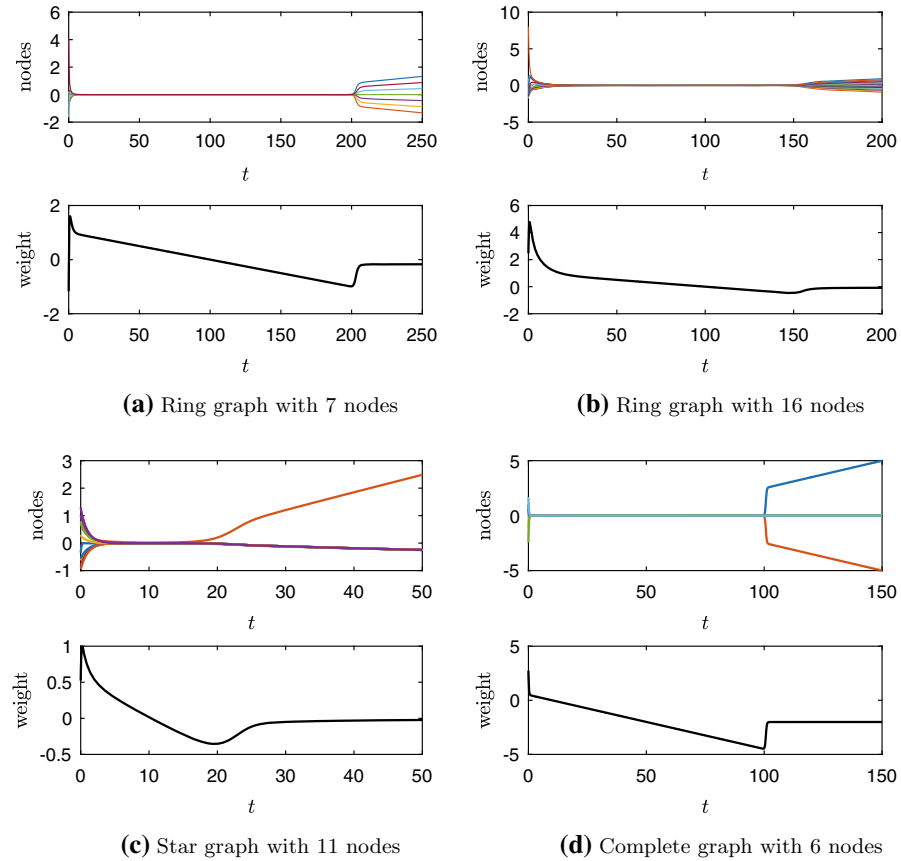 6
4
2
0
-2
nodes
0 50 100 150 200 250
t
2
0
-2
weight
0 50 100 150 200 250
t
(a) Ring graph with 7 nodes
10
5
0
-5
nodes
0 50 100 150 200
t
6
4
2
0
-2
weight
0 50 100 150 200
t
(b) Ring graph with 16 nodes
3
2
1
0
-1
nodes
0 10 20 30 40 50
t
1
0.5
0
-0.5
weight
0 10 20 30 40 50
t
(c) Star graph with 11 nodes
5
0
-5
nodes
0 50 100 150
t
5
0
-5
weight
0 50 100 150
t
(d) Complete graph with 6 nodes